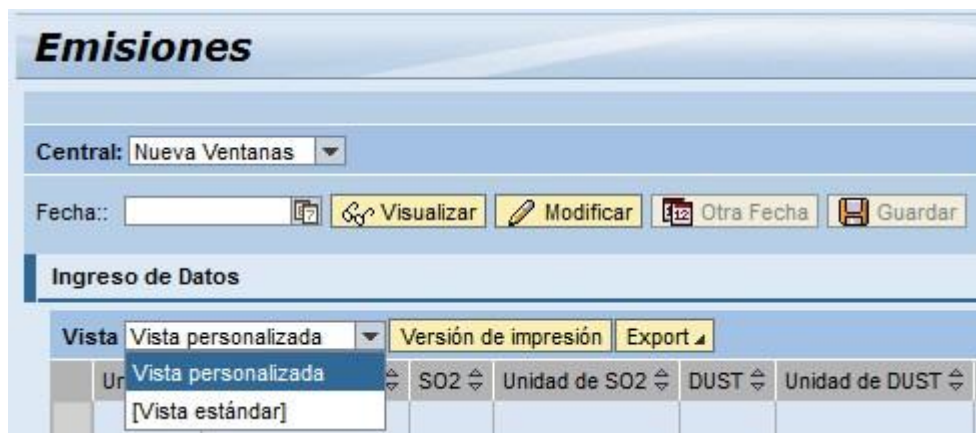 Emisiones
Central: Nueva Ventanas
Fecha:: Visualizar Modificar Otra Fecha Guardar
Ingreso de Datos
Vista Vista personalizada Versión de impresión Export
Vista personalizada SO2 Unidad de SO2 DUST Unidad de DUST
[Vista estándar]